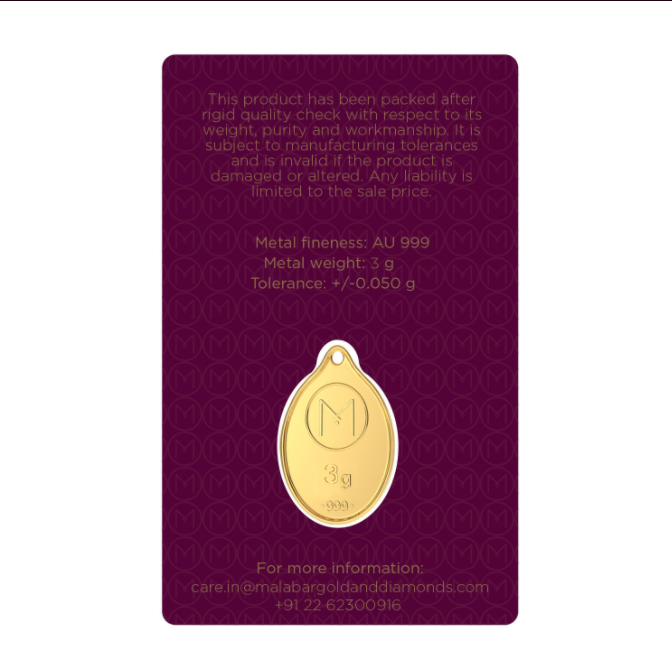 This product has been packed after
rigid quality check with respect to its
weight, purity and workmanship. It is
subject to manufacturing tolerances
and is invalid if the product is
damaged or altered. Any liability is
limited to the sale price.
Metal fineness: AU 999
Metal weight: 3 g
Tolerance: +/-0.050 g
M
3g
·999·
For more information:
care.in@malabargoldanddiamonds.com
+91 22 62300916